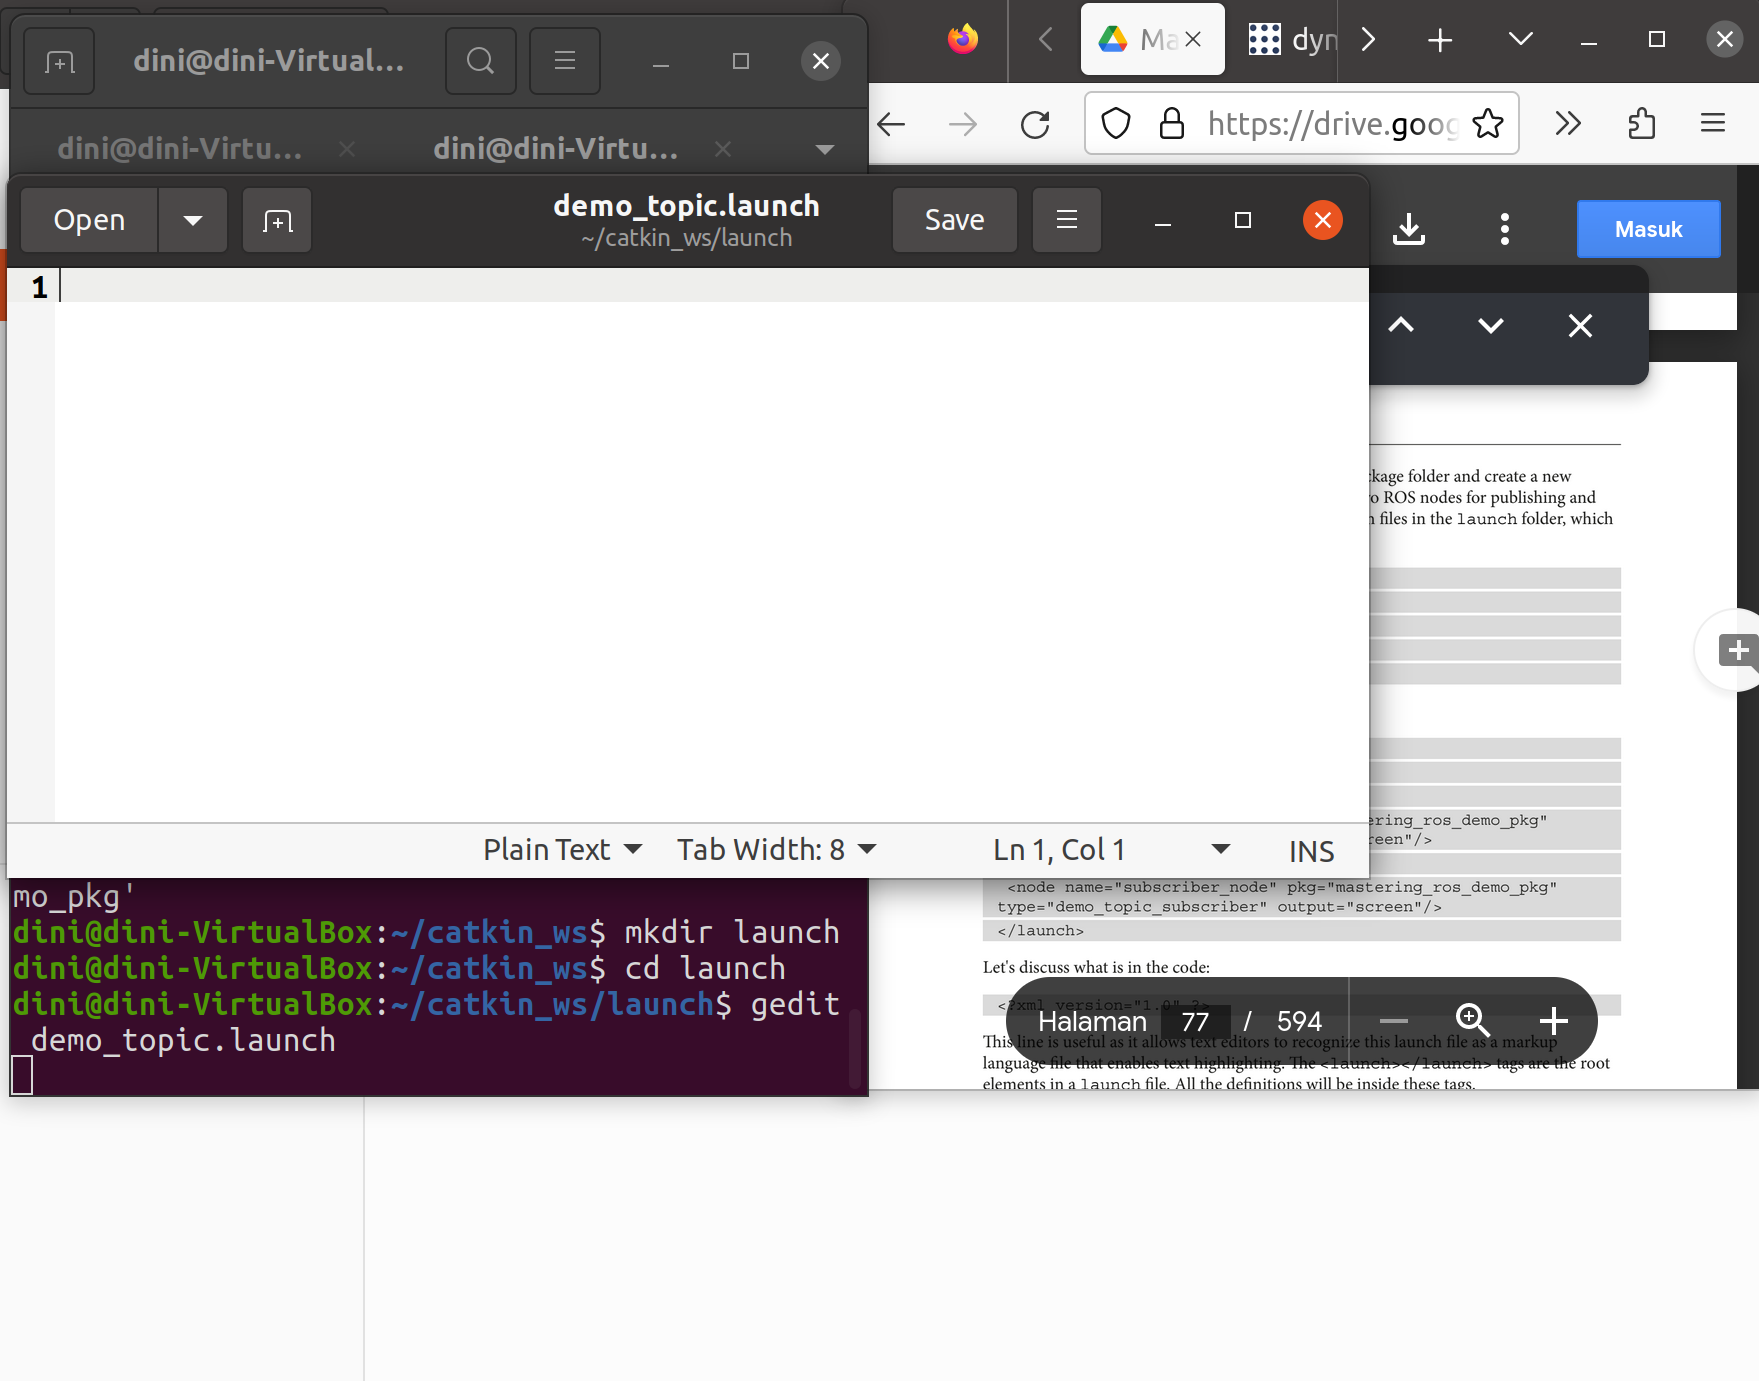 dini@dini-Virtual...
dini@dini-Virtu...
dini@dini-Virtu...
Ma
dyn
https://drive.goog
Open
demo_topic.launch
~/catkin_ws/launch
Save
Masuk
1
Plain Text
Tab Width: 8
Ln 1, Col 1
INS
mo_pkg'
dini@dini-VirtualBox:~/catkin_ws$ mkdir launch
dini@dini-VirtualBox:~/catkin_ws$ cd launch
dini@dini-VirtualBox:~/catkin_ws/launch$ gedit
demo_topic.launch
ckage folder and create a new
o ROS nodes for publishing and
h files in the launch folder, which
ering_ros_demo_pkg"
reen"/>
<node name="subscriber_node" pkg="mastering_ros_demo_pkg"
type="demo_topic_subscriber" output="screen"/>
</launch>
Let's discuss what is in the code:
<?xml version="1.0" ?>
Halaman 77 / 594
This line is useful as it allows text editors to recognize this launch file as a markup
language file that enables text highlighting. The <launch></launch> tags are the root
elements in a launch file. All the definitions will be inside these tags.